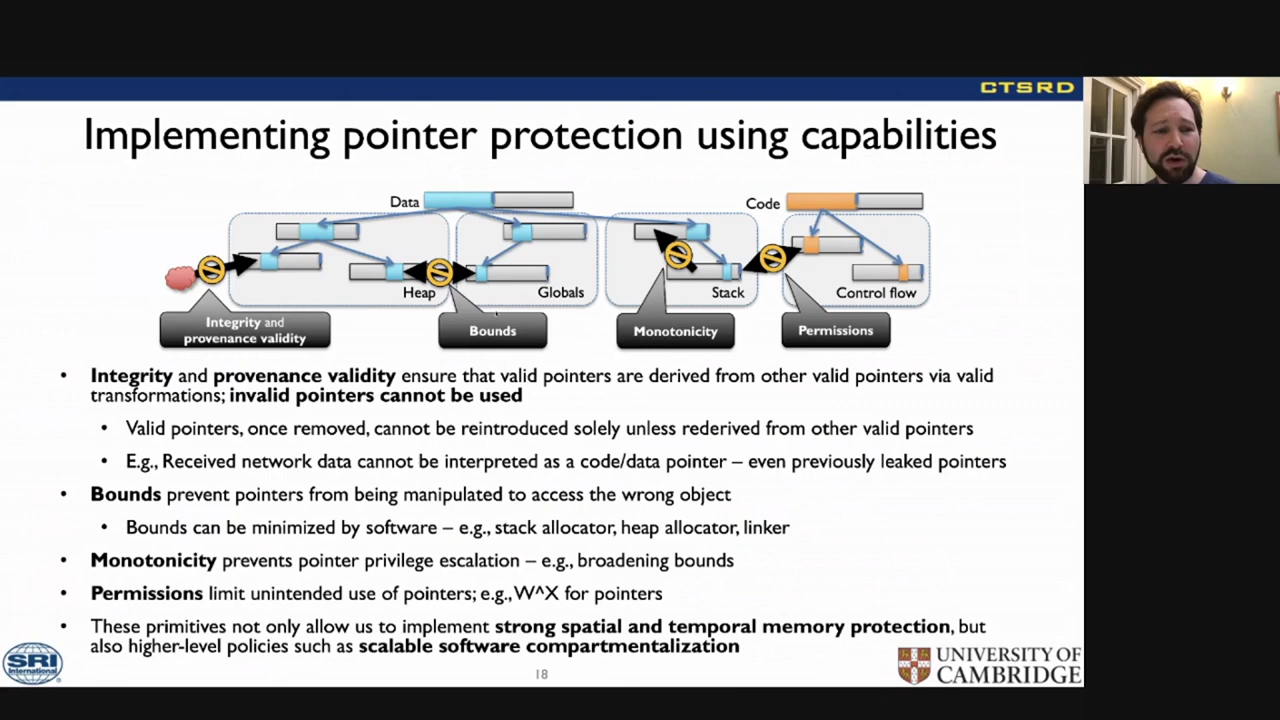 CTSRD
Implementing pointer protection using capabilities
Data
Code
Heap
Globals
Stack
Control flow
Integrity and
provenance validity
Bounds
Monotonicity
Permissions
• Integrity and provenance validity ensure that valid pointers are derived from other valid pointers via valid
transformations; invalid pointers cannot be used
• Valid pointers, once removed, cannot be reintroduced solely unless rederived from other valid pointers
• E.g., Received network data cannot be interpreted as a code/data pointer – even previously leaked pointers
• Bounds prevent pointers from being manipulated to access the wrong object
• Bounds can be minimized by software – e.g., stack allocator, heap allocator, linker
• Monotonicity prevents pointer privilege escalation – e.g., broadening bounds
• Permissions limit unintended use of pointers; e.g., W^X for pointers
• These primitives not only allow us to implement strong spatial and temporal memory protection, but
also higher-level policies such as scalable software compartmentalization
SRI
International
18
UNIVERSITY OF
CAMBRIDGE